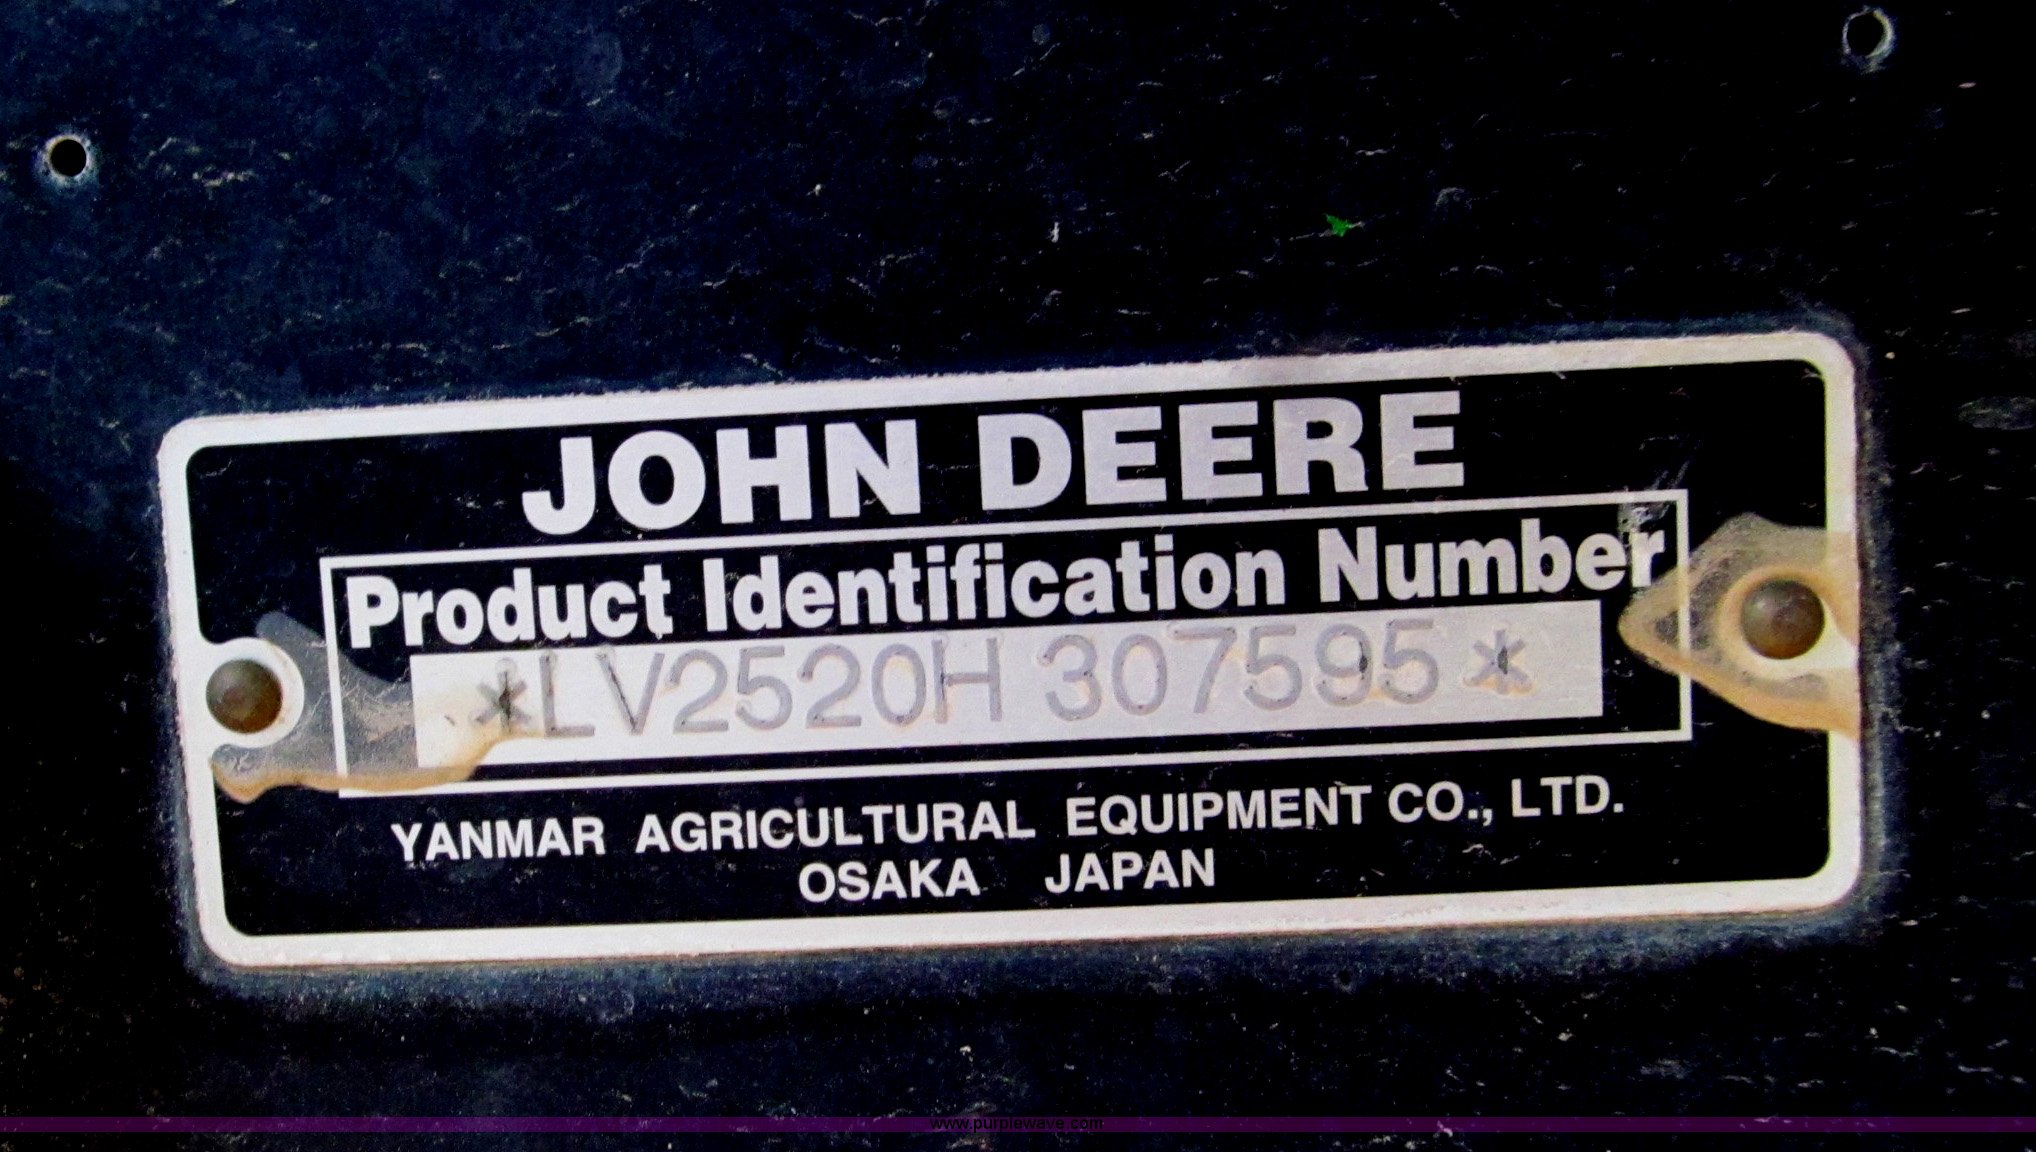 JOHN DEERE
Product Identification Number
*LV2520H 307595*
YANMAR AGRICULTURAL EQUIPMENT CO., LTD.
OSAKA JAPAN
www.purplewave.com